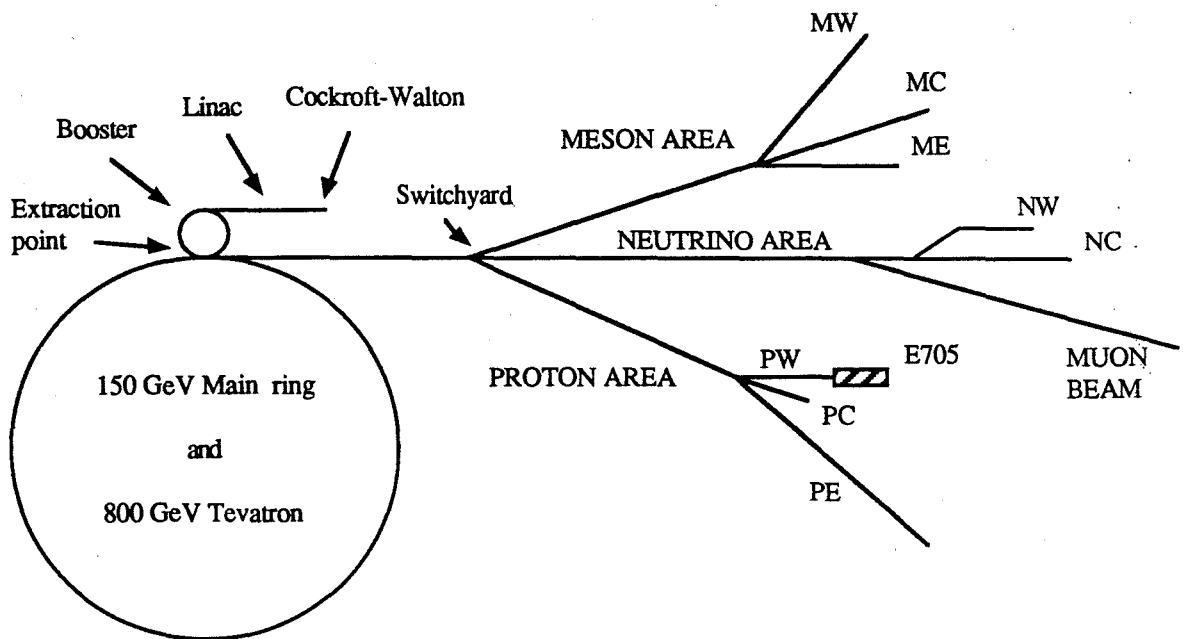 MW
MC
ME
MESON AREA
Cockroft-Walton
Linac
Booster
Extraction
point
Switchyard
NW
NC
NEUTRINO AREA
MUON
BEAM
E705
PW
PROTON AREA
PC
PE
150 GeV Main ring
and
800 GeV Tevatron